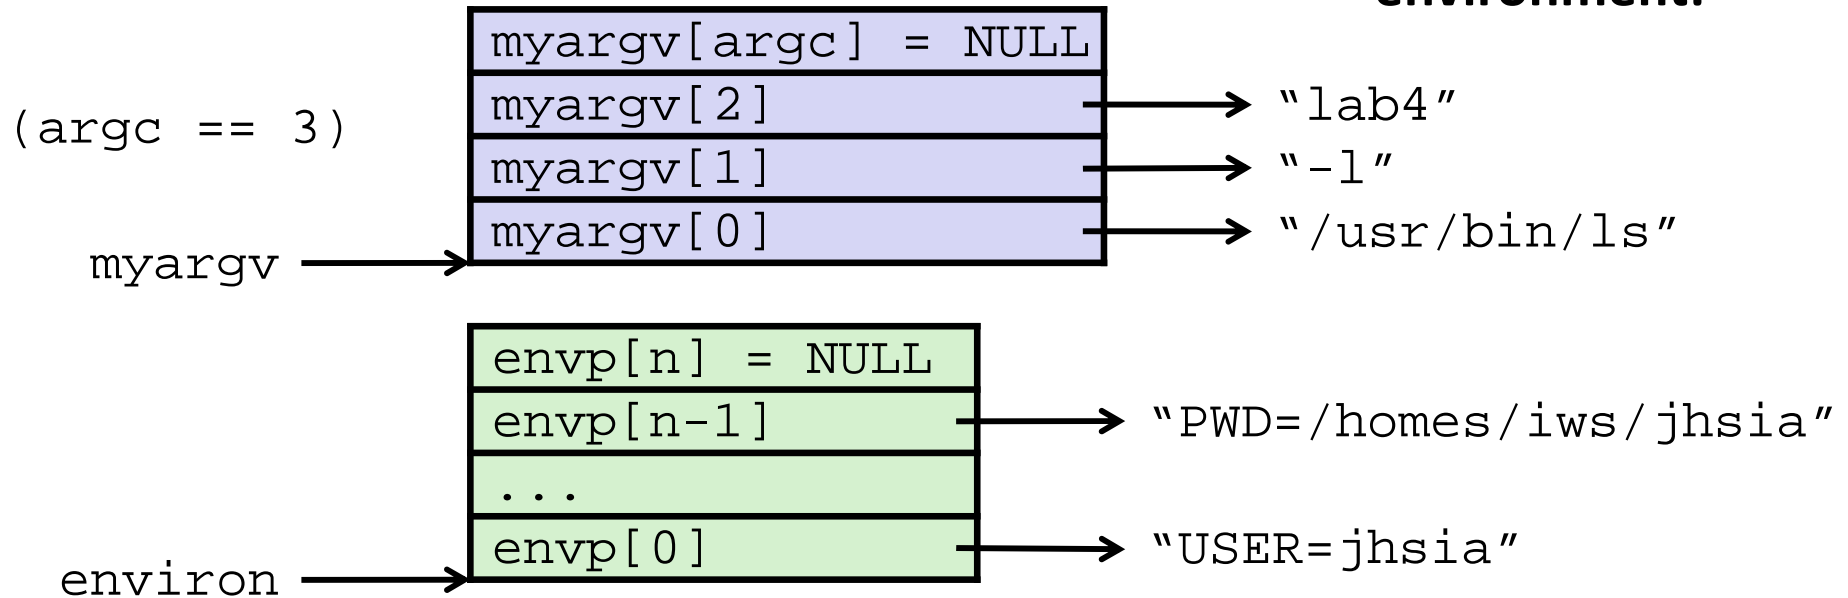 environment:
myargv[argc] = NULL
(argc == 3)
myargv[2]
“lab4”
myargv[1]
“-l”
myargv[0]
“/usr/bin/ls”
myargv
envp[n] = NULL
envp[n-1]
“PWD=/homes/iws/jhsia”
...
envp[0]
“USER=jhsia”
environ